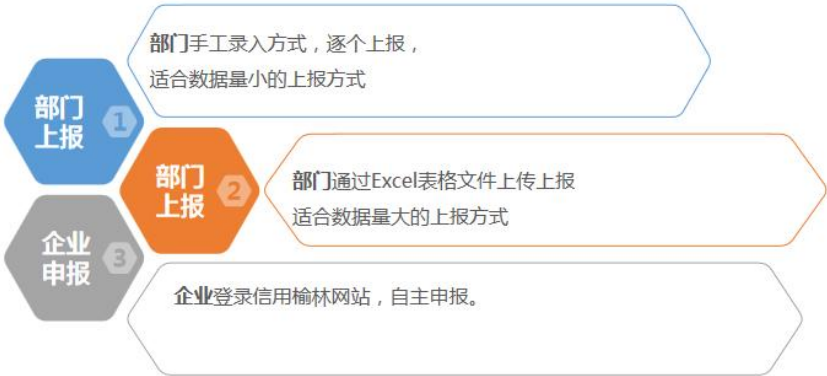 部门手工录入方式，逐个上报，
适合数据量小的上报方式
部门
上报
1
部门
上报
2
部门通过Excel表格文件上传上报
适合数据量大的上报方式
企业
申报
3
企业登录信用榆林网站，自主申报。